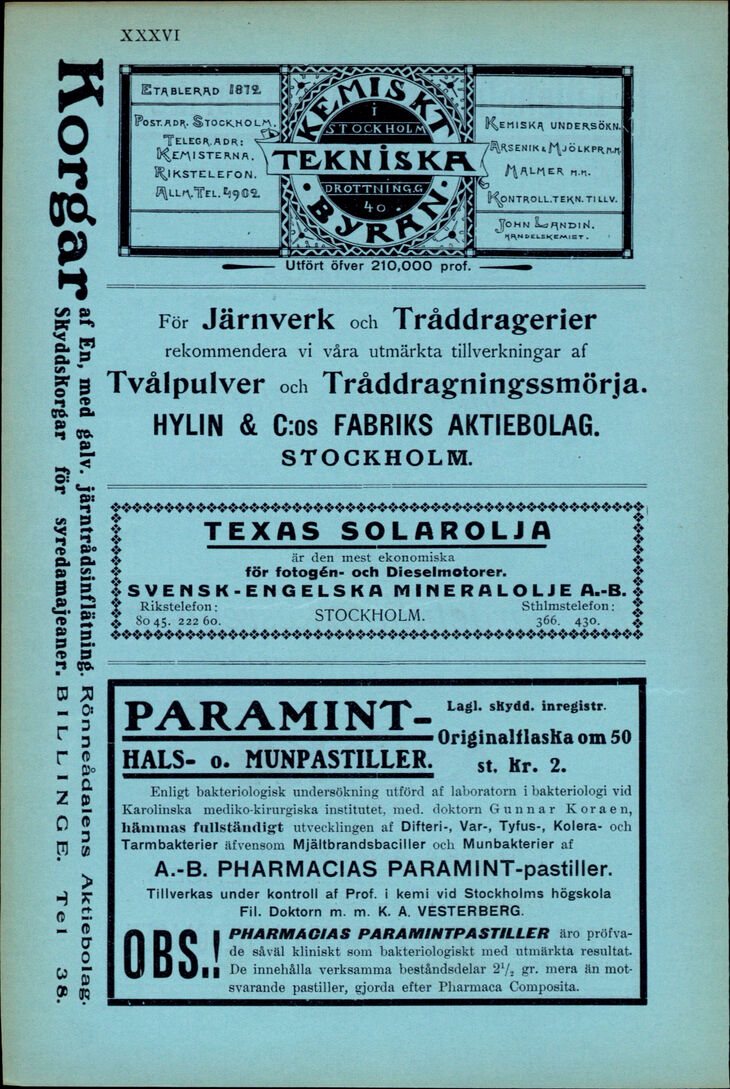 XXXVI
Korgar
af En, med galv. järntrådsinflätning. Rönneådalens Aktiebolag.
Skyddskorgar för syredamajeaner. BILLINGE. Tel 38.
ETABLERAD 1872.
POST.ADR. STOCKHOLM.
TELEGR.ADR:
KEMISTERNA.
RIKSTELEFON.
ALLM.TEL. 4902.
KEMISKT
I
STOCKHOLM
TEKNISKA
DROTTNING.G
40
BYRÅN
KEMISKA UNDERSÖKN.
ARSENIK & MJÖLKPR M.M.
MALMER M.M.
KONTROLL.TEKN.TILLV.
JOHN LANDIN.
HANDELSKEMIST.
Utfört öfver 210,000 prof.
För Järnverk och Tråddragerier
rekommendera vi våra utmärkta tillverkningar af
Tvålpulver och Tråddragningssmörja.
HYLIN & C:os FABRIKS AKTIEBOLAG.
STOCKHOLM.
TEXAS SOLAROLJA
är den mest ekonomiska
för fotogén- och Dieselmotorer.
SVENSK-ENGELSKA MINERALOLJE A.-B.
Rikstelefon:
80 45. 222 60.
STOCKHOLM.
Sthlmstelefon:
366. 430.
PARAMINT-
HALS- o. MUNPASTILLER.
Lagl. skydd. inregistr.
Originalflaska om 50
st. Kr. 2.
Enligt bakteriologisk undersökning utförd af laboratorn i bakteriologi vid
Karolinska mediko-kirurgiska institutet, med. doktorn Gunnar Koraen,
hämmas fullständigt utvecklingen af Difteri-, Var-, Tyfus-, Kolera- och
Tarmbakterier äfvensom Mjältbrandsbaciller och Munbakterier af
A.-B. PHARMACIAS PARAMINT-pastiller.
Tillverkas under kontroll af Prof. i kemi vid Stockholms högskola
Fil. Doktorn m. m. K. A. VESTERBERG.
OBS.!
PHARMACIAS PARAMINTPASTILLER äro pröfva-
de såväl kliniskt som bakteriologiskt med utmärkta resultat.
De innehålla verksamma beståndsdelar 2½ gr. mera än mot-
svarande pastiller, gjorda efter Pharmaca Composita.